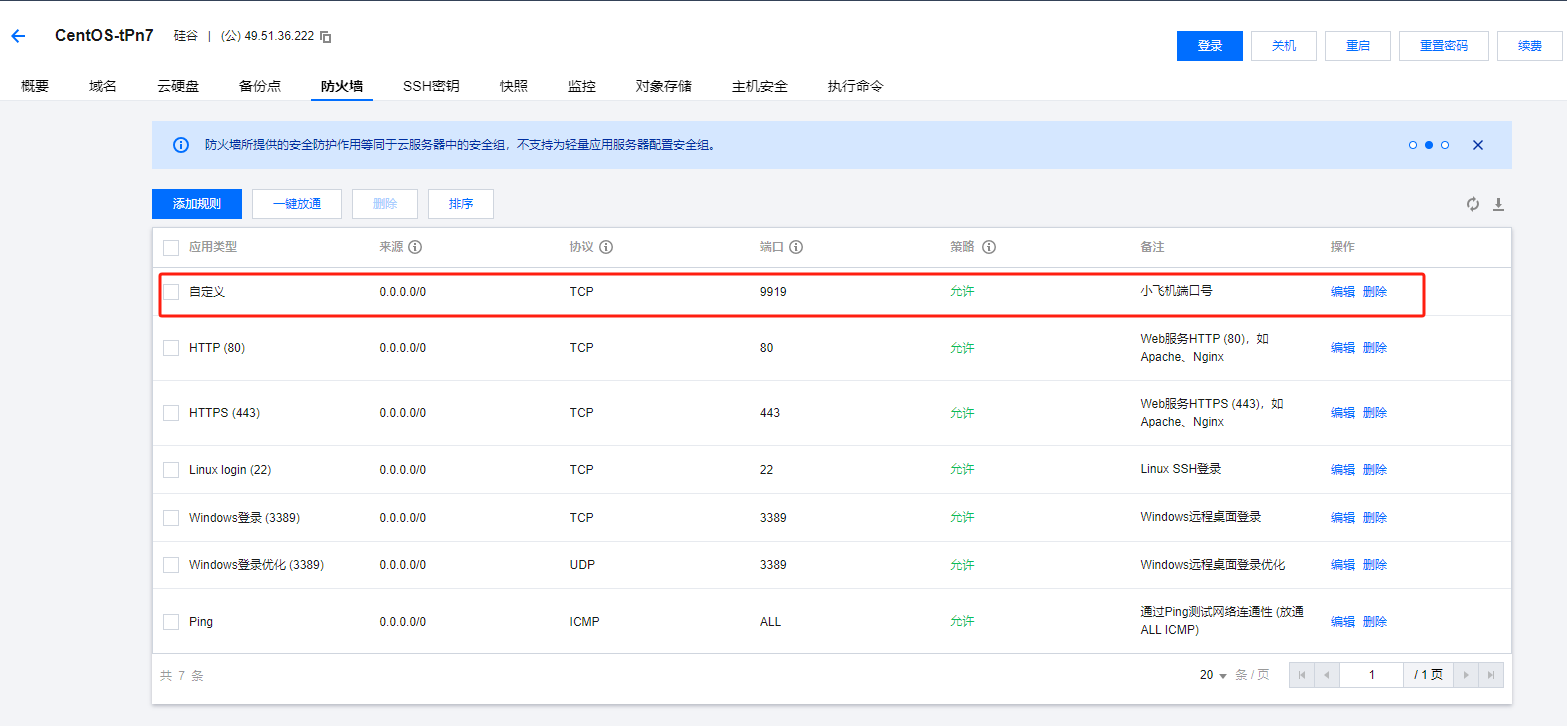 CentOS-tPn7 硅谷 | (公) 49.51.36.222
登录 关机 重启 重置密码 续费
概要 域名 云硬盘 备份点 防火墙 SSH密钥 快照 监控 对象存储 主机安全 执行命令
防火墙所提供的安全防护作用等同于云服务器中的安全组，不支持为轻量应用服务器配置安全组。
添加规则 一键放通 删除 排序
应用类型 来源 协议 端口 策略 备注 操作
自定义 0.0.0.0/0 TCP 9919 允许 小飞机端口号 编辑 删除
HTTP (80) 0.0.0.0/0 TCP 80 允许 Web服务HTTP (80)，如 编辑 删除
Apache、Nginx
HTTPS (443) 0.0.0.0/0 TCP 443 允许 Web服务HTTPS (443)，如 编辑 删除
Apache、Nginx
Linux login (22) 0.0.0.0/0 TCP 22 允许 Linux SSH登录 编辑 删除
Windows登录 (3389) 0.0.0.0/0 TCP 3389 允许 Windows远程桌面登录 编辑 删除
Windows登录优化 (3389) 0.0.0.0/0 UDP 3389 允许 Windows远程桌面登录优化 编辑 删除
Ping 0.0.0.0/0 ICMP ALL 允许 通过Ping测试网络连通性 (放通 编辑 删除
ALL ICMP)
共 7 条 20 条 / 页 1 / 1 页